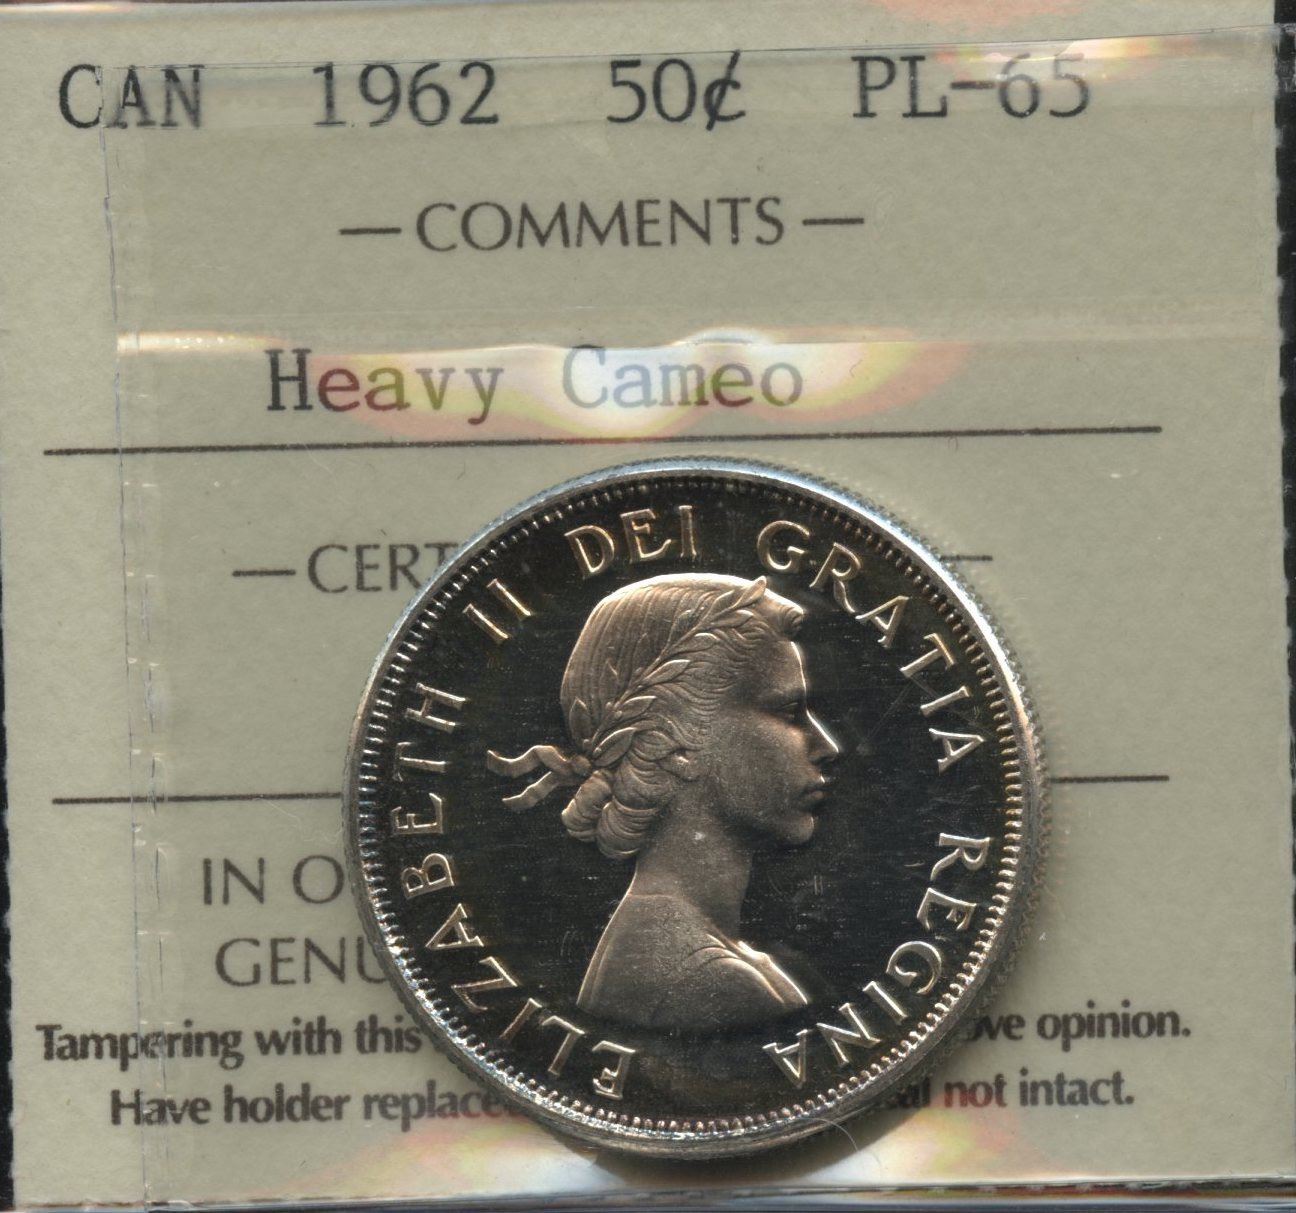 CAN 1962 50¢ PL-65
— COMMENTS —
Heavy Cameo
— CERT —
IN O
GENU
Tampering with this ve opinion.
Have holder replace al not intact.
ELIZABETH II DEI GRATIA REGINA